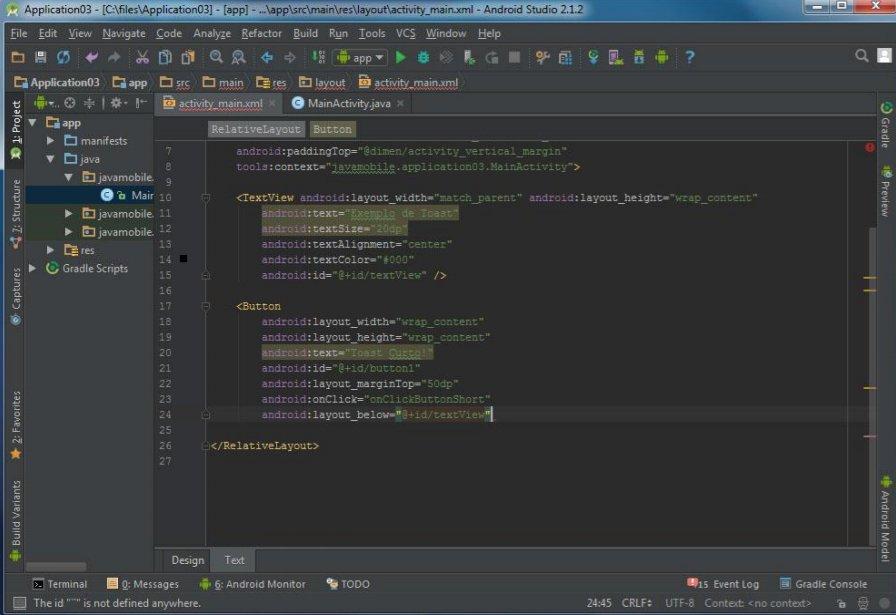 Application03 - [C:\files\Application03] - [app] - ...\app\src\main\res\layout\activity_main.xml - Android Studio 2.1.2
File Edit View Navigate Code Analyze Refactor Build Run Tools VCS Window Help
app
Application03 app src main res layout activity_main.xml
activity_main.xml MainActivity.java
RelativeLayout Button
1: Project
7: Structure
Captures
2: Favorites
Build Variants
app
manifests
java
javamobile.
Mair
javamobile.
javamobile.
res
Gradle Scripts
7 android:paddingTop="@dimen/activity_vertical_margin"
8 tools:context="javamobile.application03.MainActivity">
9
10 <TextView android:layout_width="match_parent" android:layout_height="wrap_content"
11 android:text="Exemplo de Toast"
12 android:textSize="20dp"
13 android:textAlignment="center"
14 android:textColor="#000"
15 android:id="@+id/textView" />
16
17 <Button
18 android:layout_width="wrap_content"
19 android:layout_height="wrap_content"
20 android:text="Toast Curto!"
21 android:id="@+id/button1"
22 android:layout_marginTop="50dp"
23 android:onClick="onClickButtonShort"
24 android:layout_below="@+id/textView"
25
26 </RelativeLayout>
27
Gradle
Preview
Android Model
Design Text
Terminal 0: Messages 6: Android Monitor TODO 15 Event Log Gradle Console
The id "" is not defined anywhere. 24:45 CRLF UTF-8 Context: <no context>